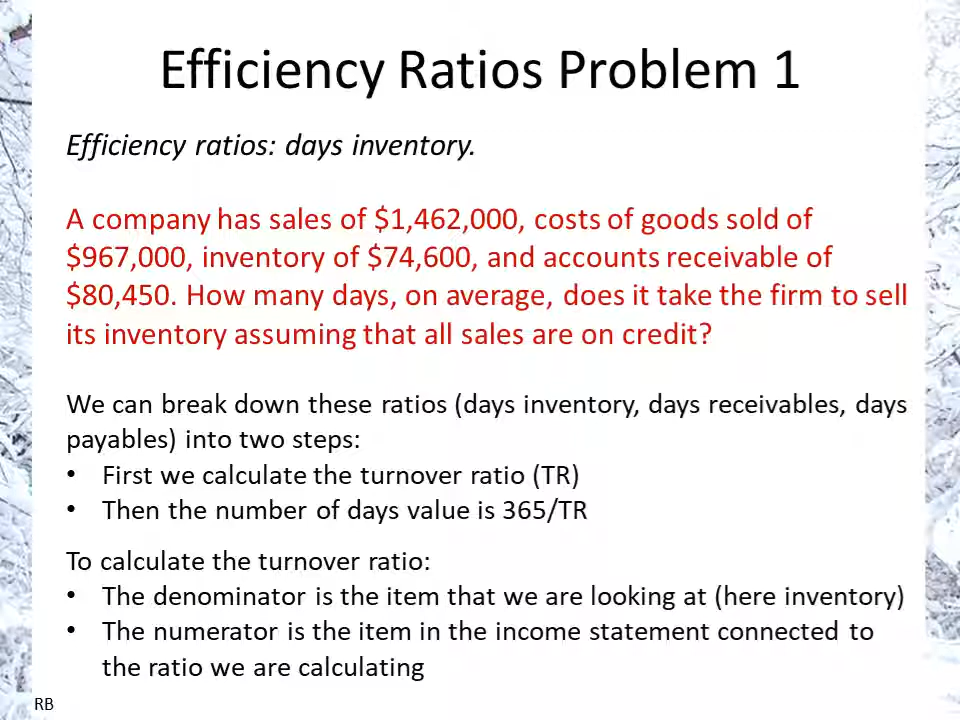 Efficiency Ratios Problem 1
Efficiency ratios: days inventory.
A company has sales of $1,462,000, costs of goods sold of
$967,000, inventory of $74,600, and accounts receivable of
$80,450. How many days, on average, does it take the firm to sell
its inventory assuming that all sales are on credit?
We can break down these ratios (days inventory, days receivables, days
payables) into two steps:
• First we calculate the turnover ratio (TR)
• Then the number of days value is 365/TR
To calculate the turnover ratio:
• The denominator is the item that we are looking at (here inventory)
• The numerator is the item in the income statement connected to
the ratio we are calculating
RB